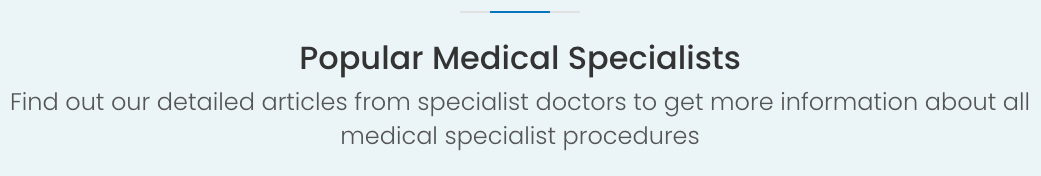 Popular Medical Specialists
Find out our detailed articles from specialist doctors to get more information about all
medical specialist procedures